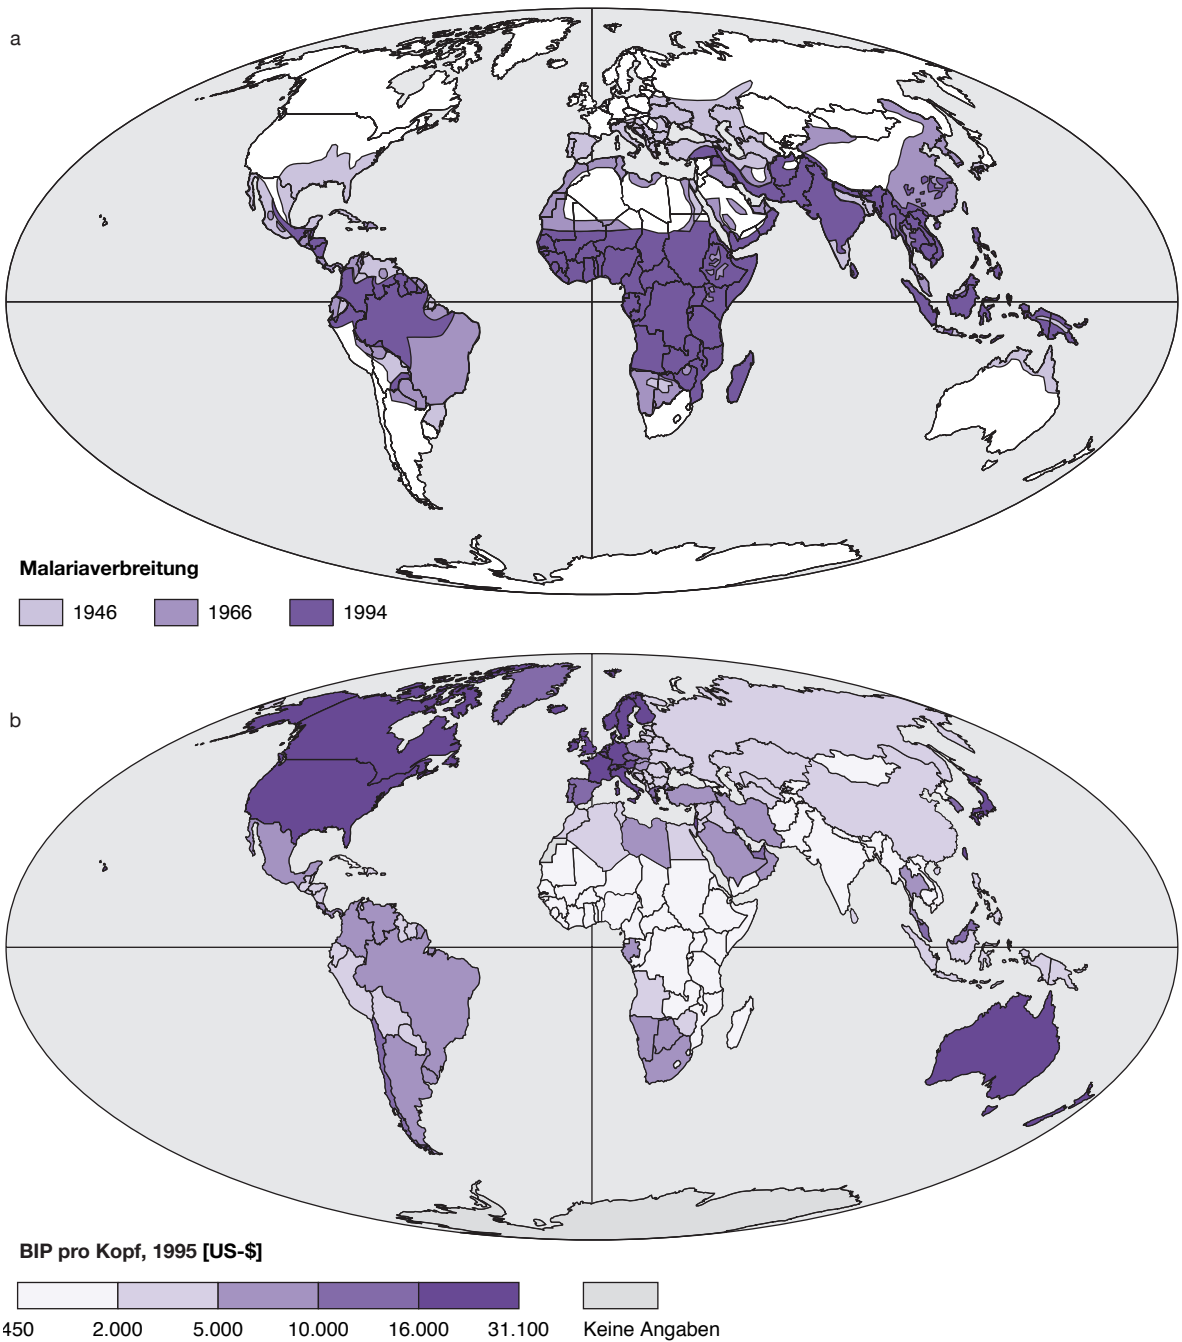 a
Malariaverbreitung
1946 1966 1994
b
BIP pro Kopf, 1995 [US-$]
450 2.000 5.000 10.000 16.000 31.100 Keine Angaben